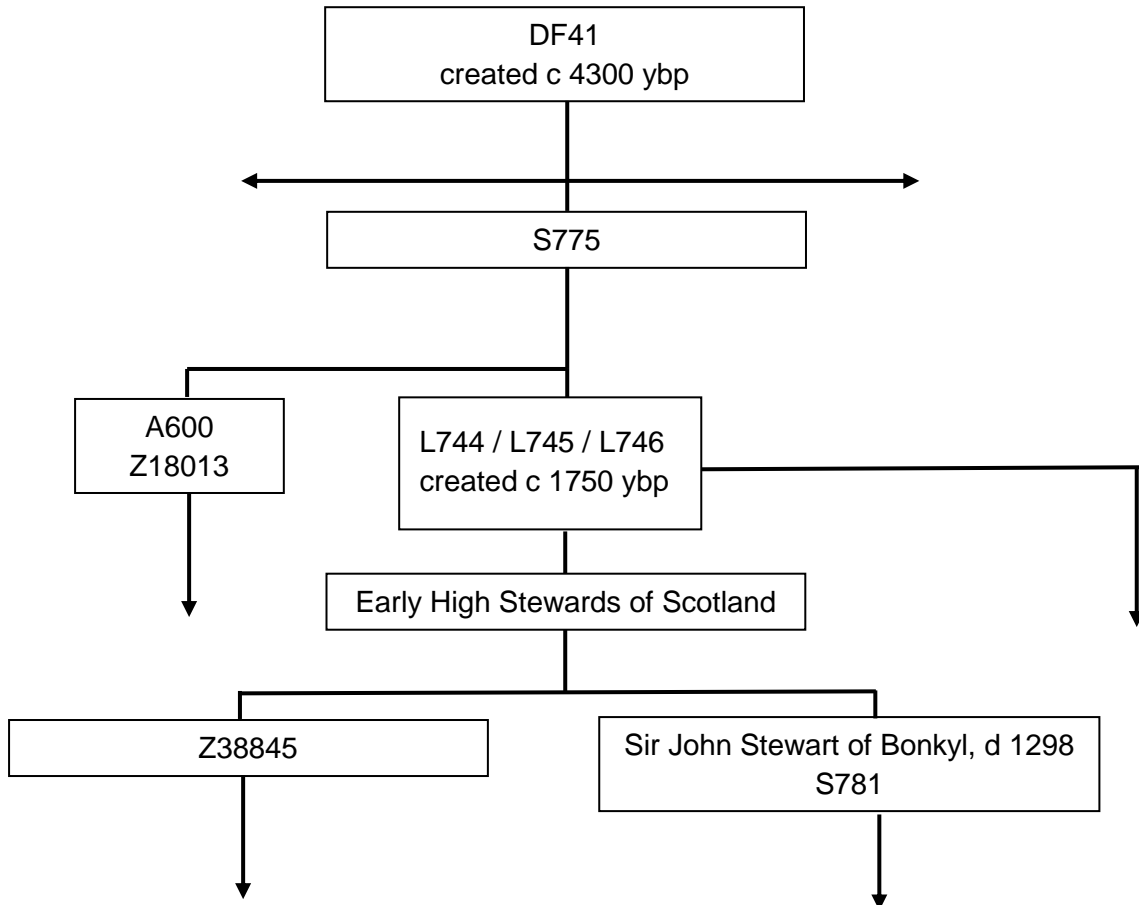 DF41
created c 4300 ybp
S775
A600
Z18013
L744 / L745 / L746
created c 1750 ybp
Early High Stewards of Scotland
Z38845
Sir John Stewart of Bonkyl, d 1298
S781